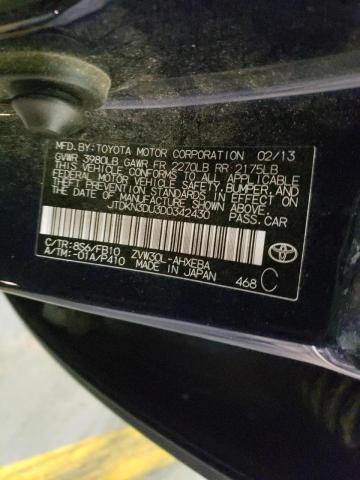 MFD.BY:TOYOTA MOTOR CORPORATION 02/13
GVWR 3980LB GAWR FR 2270LB RR 2175LB
THIS VEHICLE CONFORMS TO ALL APPLICABLE
FEDERAL MOTOR VEHICLE SAFETY AND THEFT
PREVENTION STANDARDS IN EFFECT ON THE DATE
OF MANUFACTURE SHOWN ABOVE.
JTDKN3DU3D0342430 PASS.CAR
C/TR:8S6/FB10 ZVW30L-AHXEBA
A/TM:-01A/P410 MADE IN JAPAN 468 C
TOYOTA